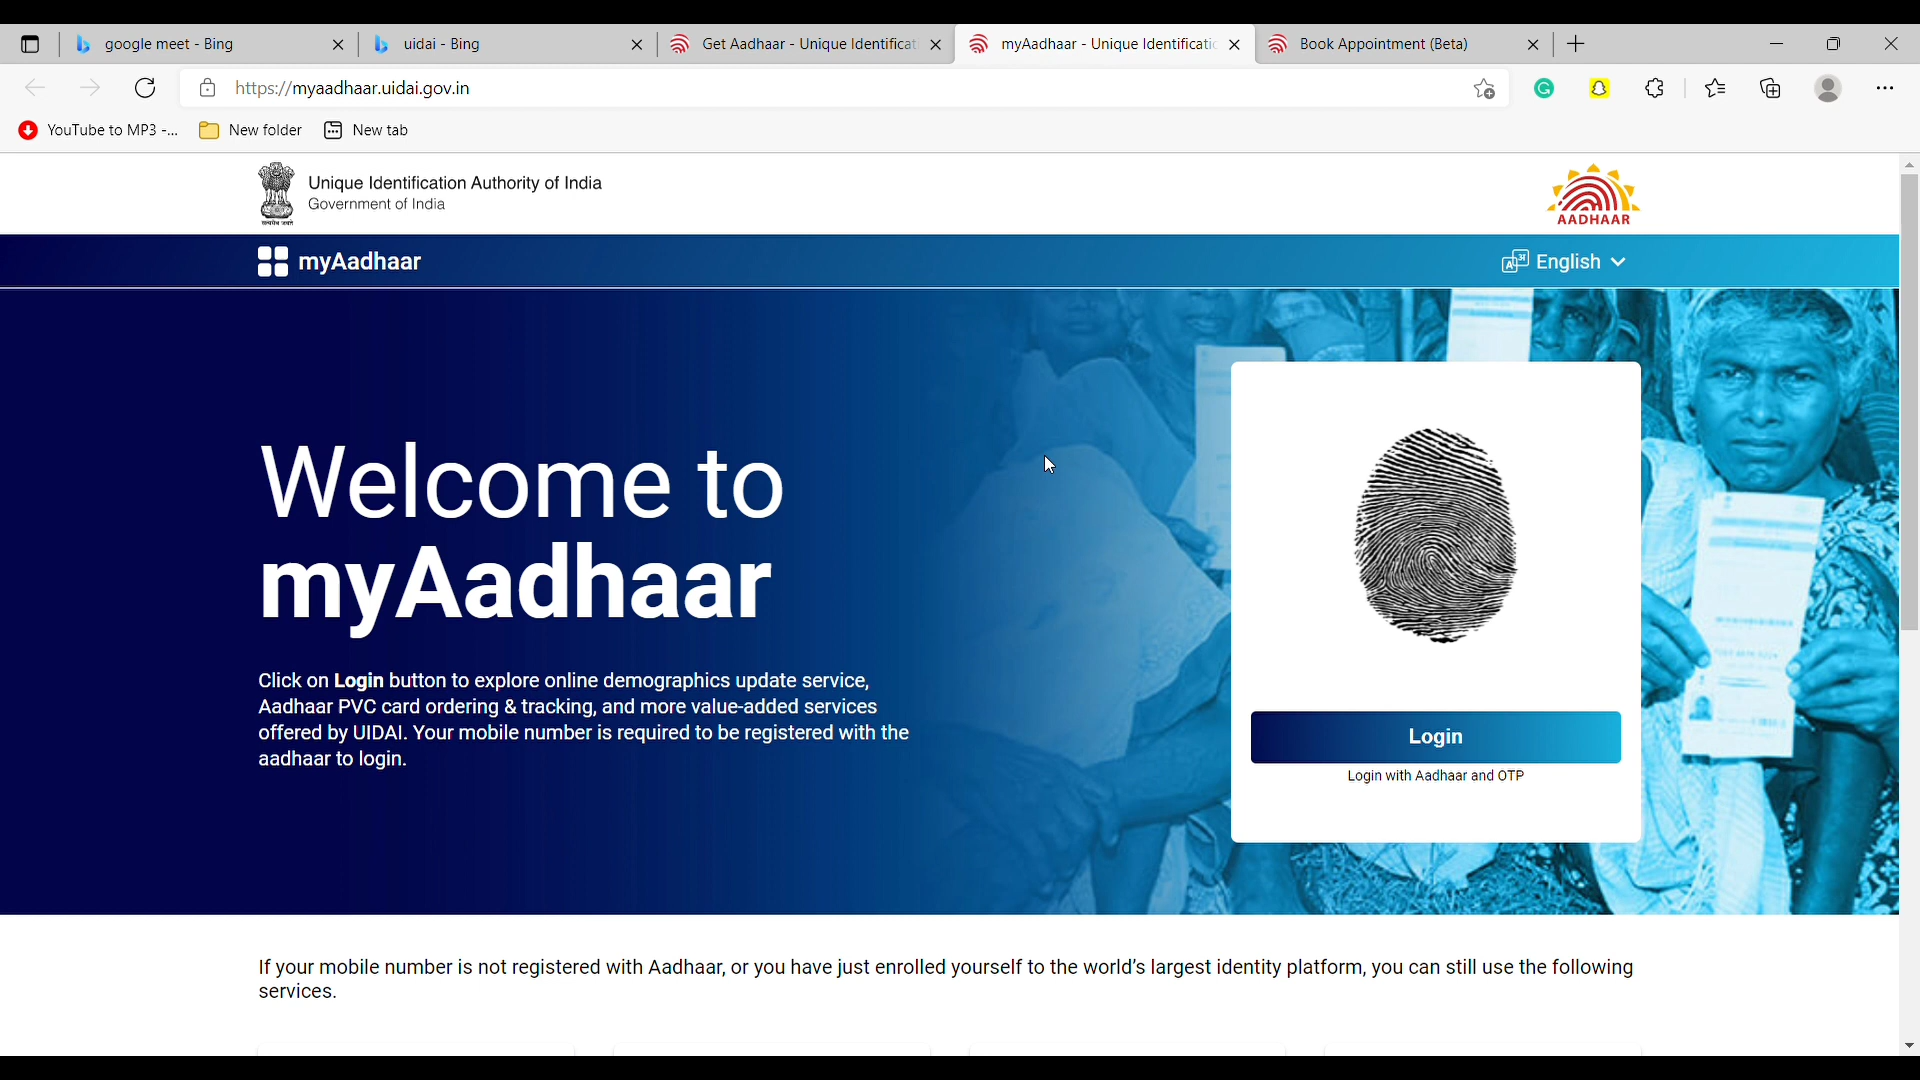 google meet - Bing
uidai - Bing
Get Aadhaar - Unique Identificat
myAadhaar - Unique Identificatic
Book Appointment (Beta)
https://myaadhaar.uidai.gov.in
YouTube to MP3 -...
New folder
New tab
Unique Identification Authority of India
Government of India
AADHAAR
myAadhaar
English
Welcome to
myAadhaar
Click on Login button to explore online demographics update service,
Aadhaar PVC card ordering & tracking, and more value-added services
offered by UIDAI. Your mobile number is required to be registered with the
aadhaar to login.
Login
Login with Aadhaar and OTP
If your mobile number is not registered with Aadhaar, or you have just enrolled yourself to the world's largest identity platform, you can still use the following
services.